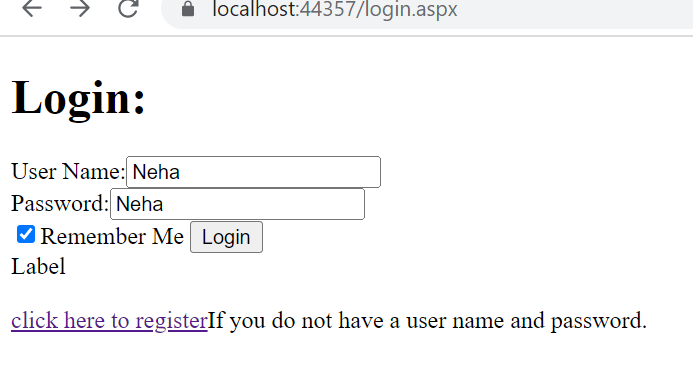 localhost:44357/login.aspx
Login:
User Name: Neha
Password: Neha
Remember Me Login
Label
click here to registerIf you do not have a user name and password.